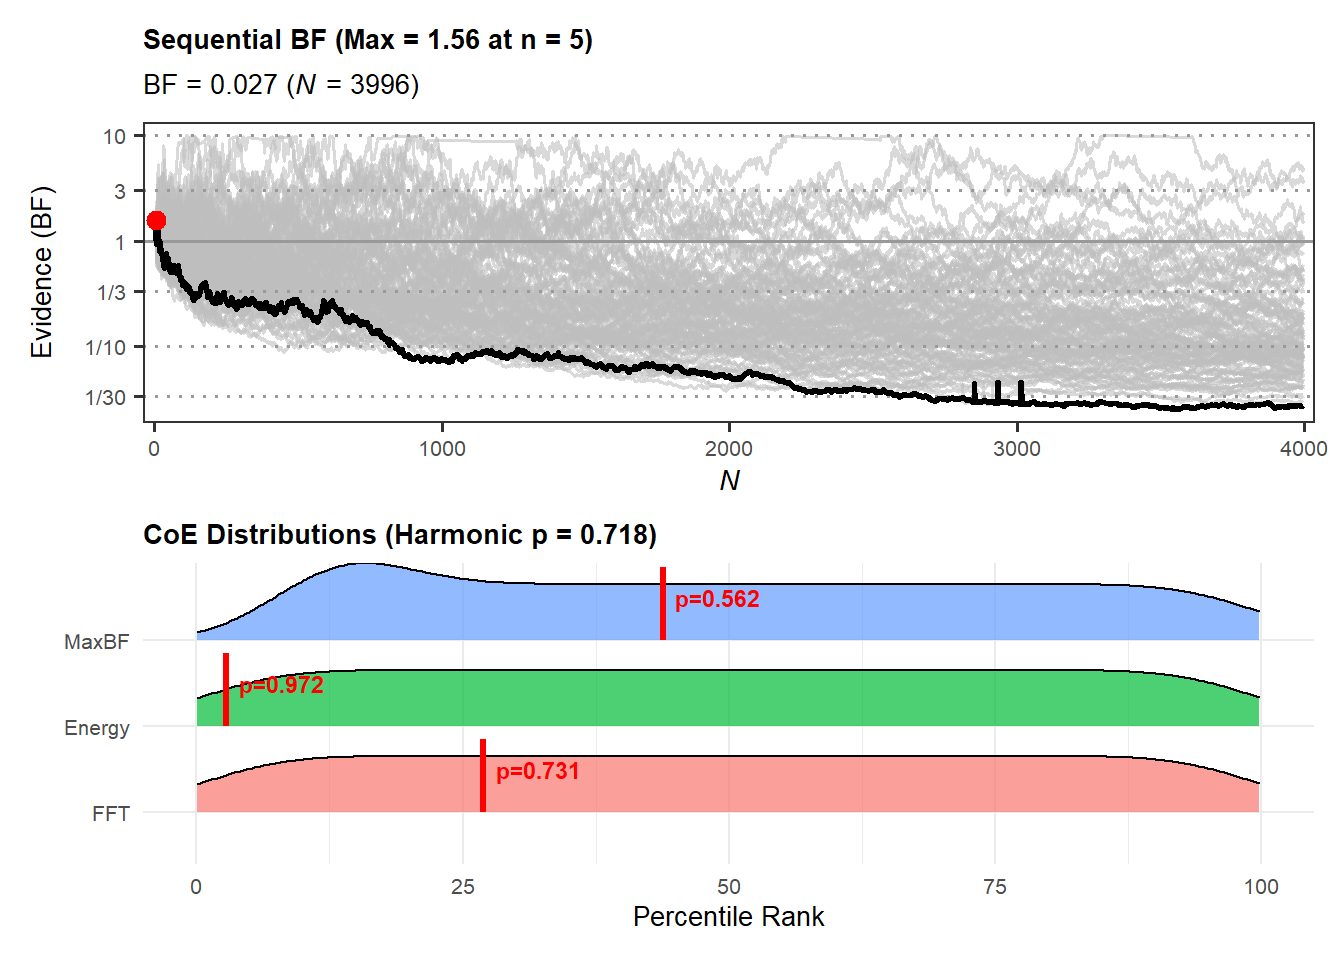 Sequential BF (Max = 1.56 at n = 5)
BF = 0.027 (N = 3996)
Evidence (BF)
10
3
1
1/3
1/10
1/30
0 1000 2000 3000 4000
N
CoE Distributions (Harmonic p = 0.718)
p=0.562
MaxBF
p=0.972
Energy
p=0.731
FFT
0 25 50 75 100
Percentile Rank